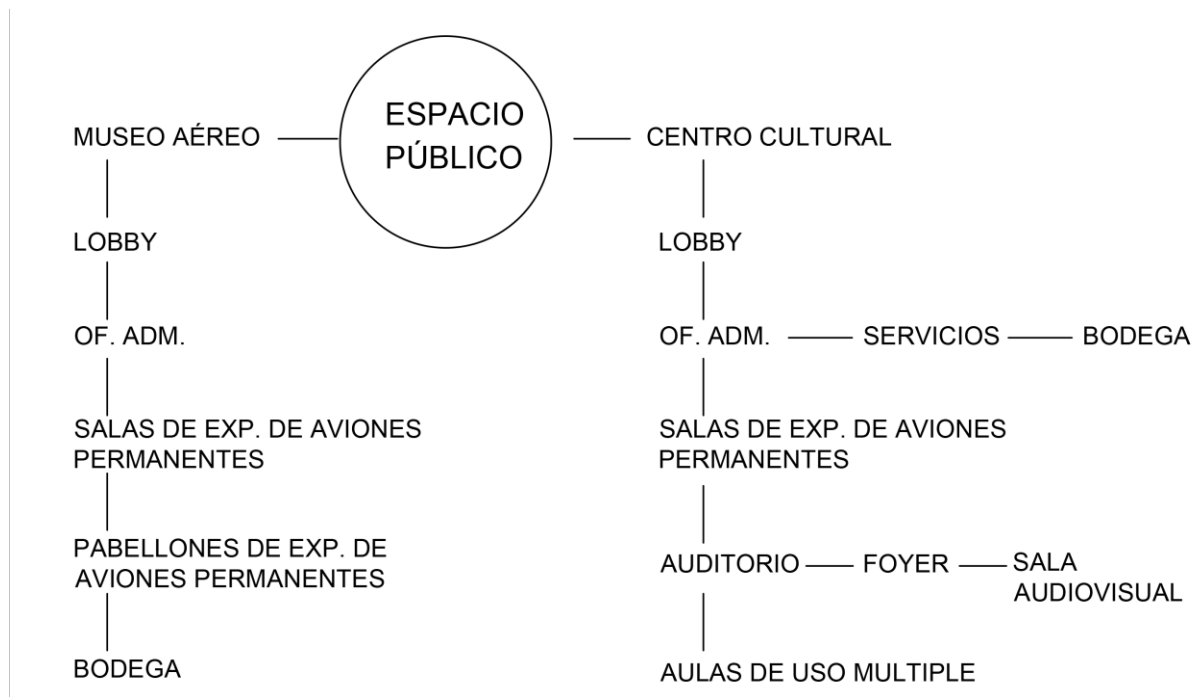 ESPACIO
PÚBLICO
MUSEO AÉREO
CENTRO CULTURAL
LOBBY
LOBBY
OF. ADM.
OF. ADM.
SERVICIOS
BODEGA
SALAS DE EXP. DE AVIONES
PERMANENTES
SALAS DE EXP. DE AVIONES
PERMANENTES
PABELLONES DE EXP. DE
AVIONES PERMANENTES
AUDITORIO
FOYER
SALA
AUDIOVISUAL
BODEGA
AULAS DE USO MULTIPLE